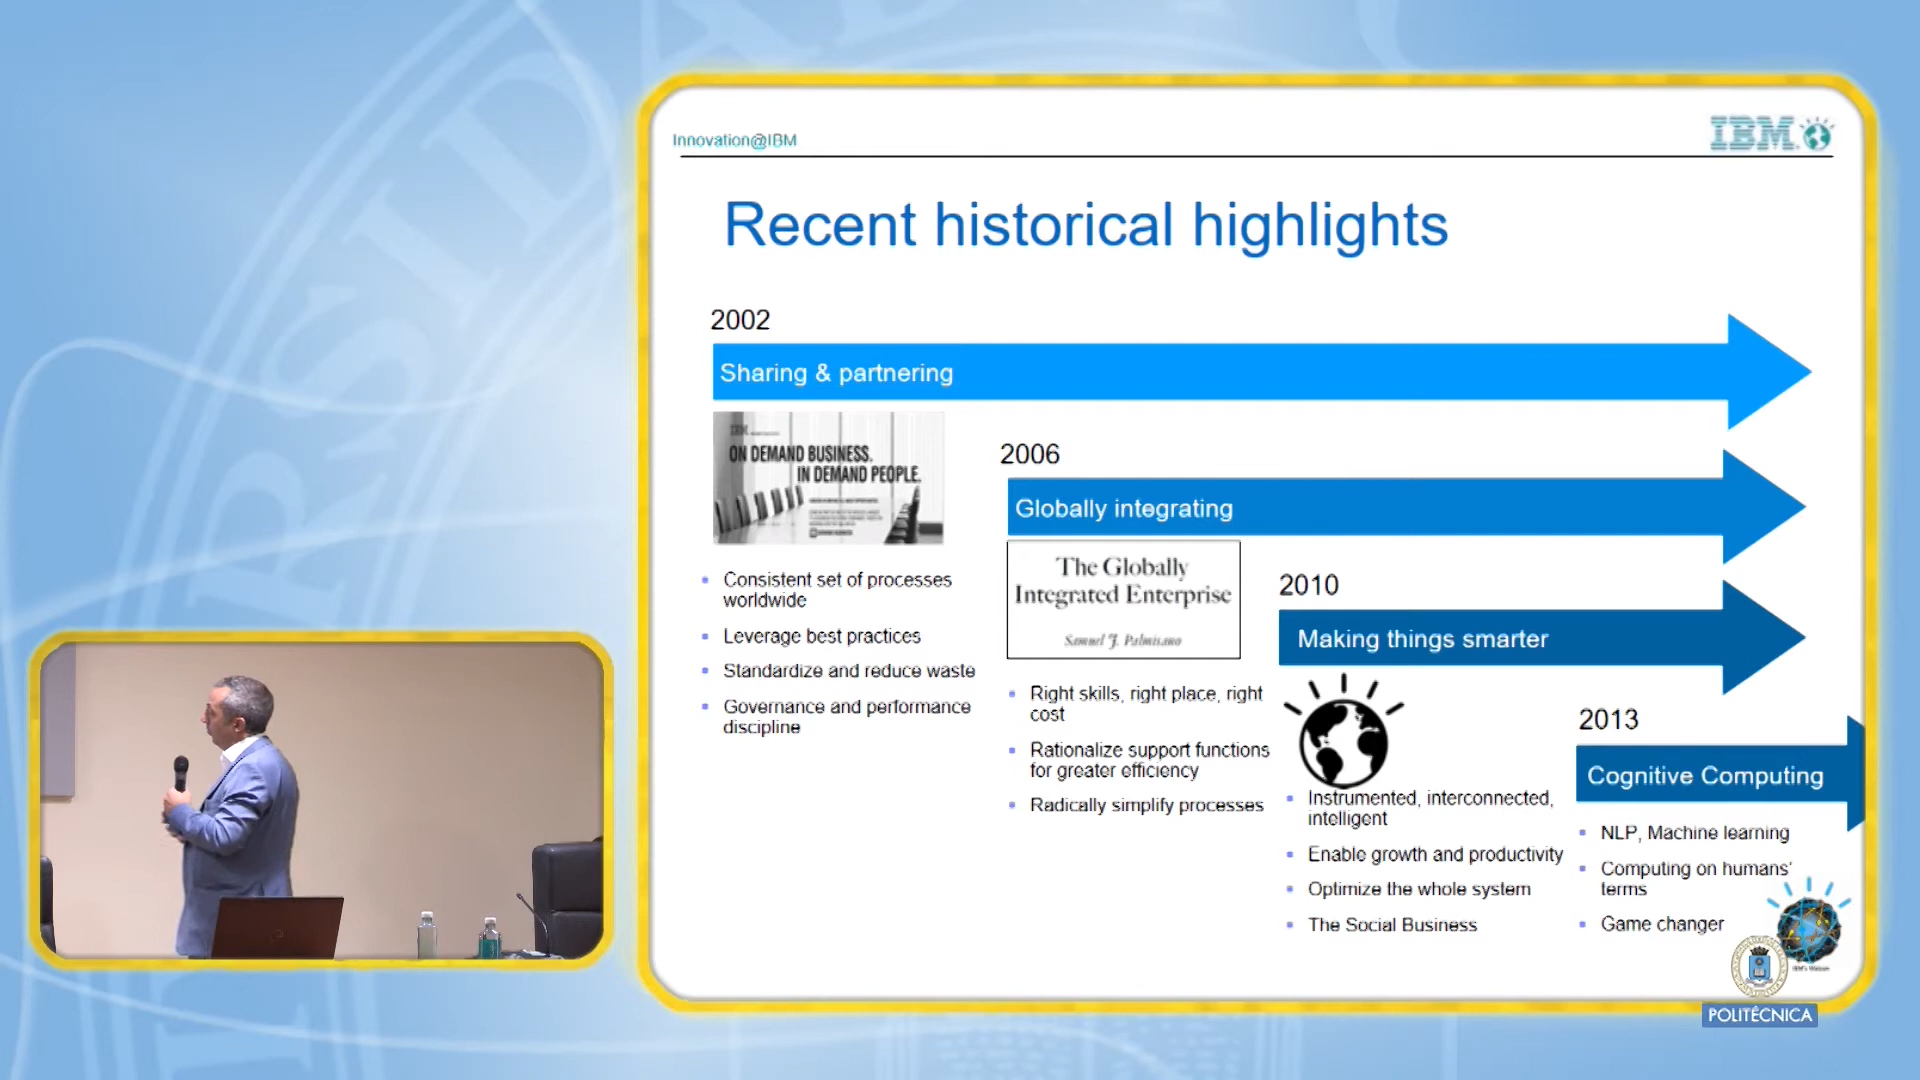 Innovation@IBM
IBM
Recent historical highlights
2002
Sharing & partnering
IBM
ON DEMAND BUSINESS.
IN DEMAND PEOPLE.
Consistent set of processes
worldwide
Leverage best practices
Standardize and reduce waste
Governance and performance
discipline
2006
Globally integrating
The Globally
Integrated Enterprise
Samuel J. Palmisano
Right skills, right place, right
cost
Rationalize support functions
for greater efficiency
Radically simplify processes
2010
Making things smarter
Instrumented, interconnected,
intelligent
Enable growth and productivity
Optimize the whole system
The Social Business
2013
Cognitive Computing
NLP, Machine learning
Computing on humans'
terms
Game changer
IBM's Watson
POLITÉCNICA